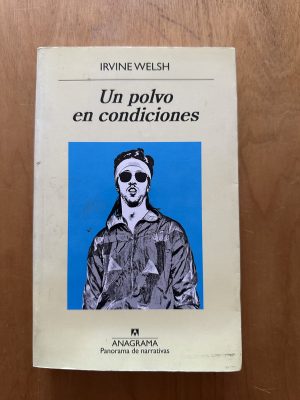 IRVINE WELSH
Un polvo
en condiciones
ANAGRAMA
Panorama de narrativas